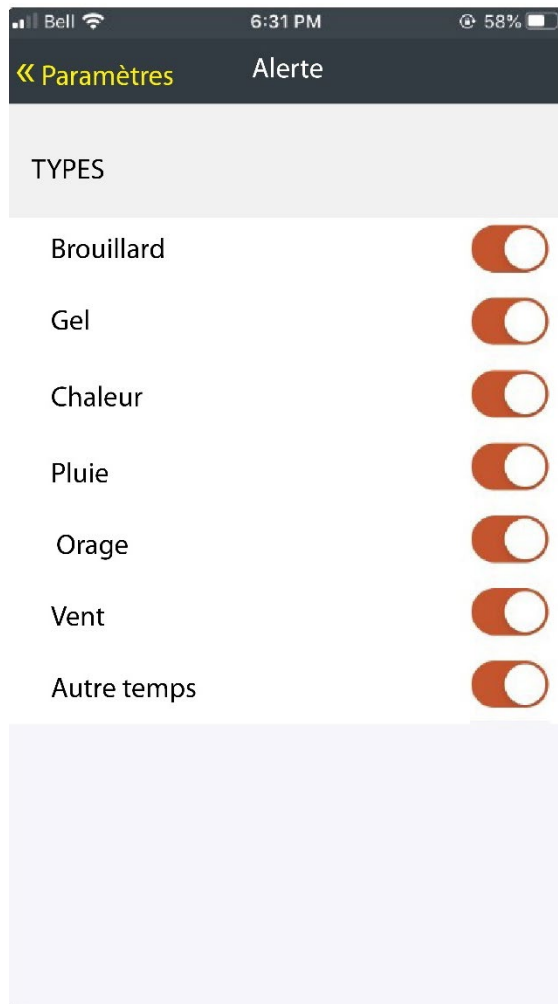 Bell 6:31 PM 58%
« Paramètres Alerte
TYPES
Brouillard
Gel
Chaleur
Pluie
Orage
Vent
Autre temps